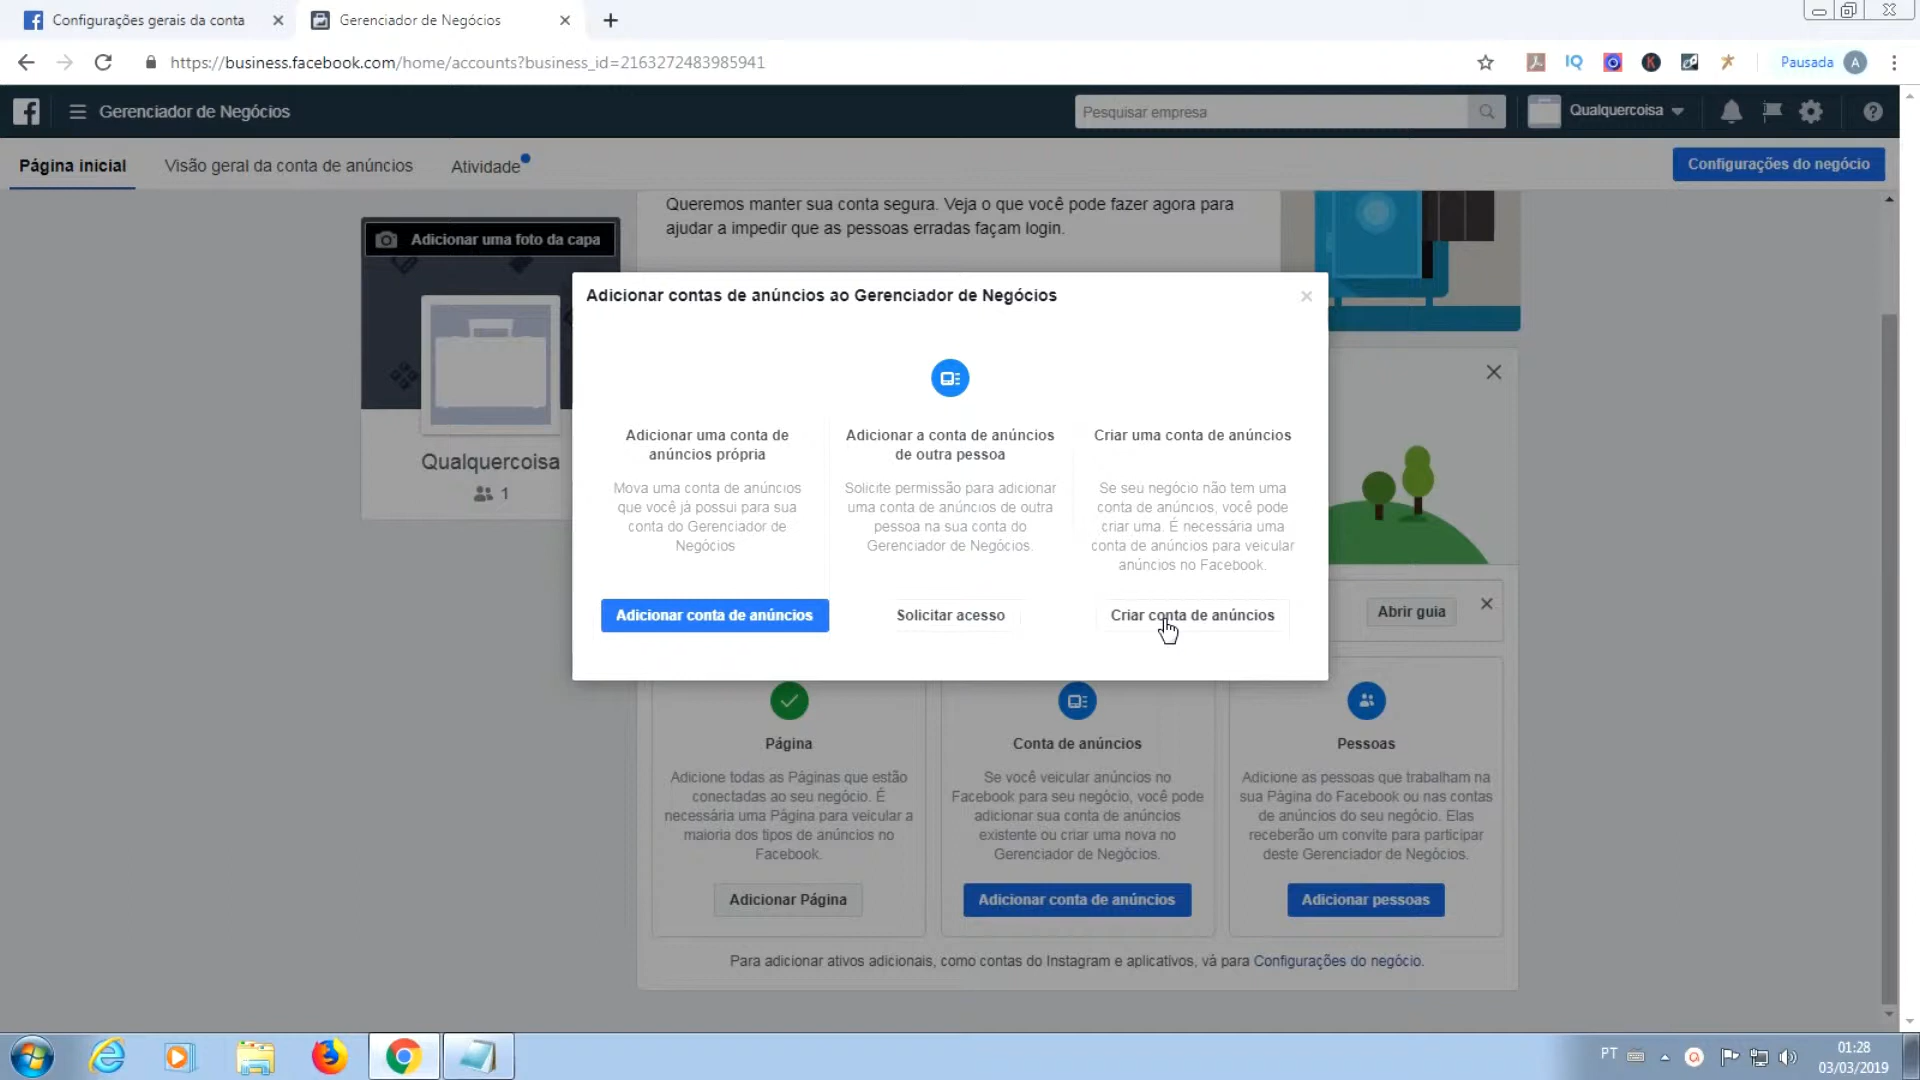 Configurações gerais da conta
Gerenciador de Negócios
https://business.facebook.com/home/accounts?business_id=2163272483985941
IQ
K
Pausada
A
Gerenciador de Negócios
Pesquisar empresa
Qualquercoisa
Página inicial
Visão geral da conta de anúncios
Atividade
Configurações do negócio
Queremos manter sua conta segura. Veja o que você pode fazer agora para
ajudar a impedir que as pessoas erradas façam login.
Adicionar uma foto da capa
Qualquercoisa
1
Adicionar contas de anúncios ao Gerenciador de Negócios
Adicionar uma conta de
anúncios própria
Mova uma conta de anúncios
que você já possui para sua
conta do Gerenciador de
Negócios
Adicionar conta de anúncios
Adicionar a conta de anúncios
de outra pessoa
Solicite permissão para adicionar
uma conta de anúncios de outra
pessoa na sua conta do
Gerenciador de Negócios.
Solicitar acesso
Criar uma conta de anúncios
Se seu negócio não tem uma
conta de anúncios, você pode
criar uma. É necessária uma
conta de anúncios para veicular
anúncios no Facebook.
Criar conta de anúncios
Abrir guia
Página
Adicione todas as Páginas que estão
conectadas ao seu negócio. É
necessária uma Página para veicular a
maioria dos tipos de anúncios no
Facebook.
Adicionar Página
Conta de anúncios
Se você veicular anúncios no
Facebook para seu negócio, você pode
adicionar sua conta de anúncios
existente ou criar uma nova no
Gerenciador de Negócios.
Adicionar conta de anúncios
Pessoas
Adicione as pessoas que trabalham na
sua Página do Facebook ou nas contas
de anúncios do seu negócio. Elas
receberão um convite para participar
deste Gerenciador de Negócios.
Adicionar pessoas
Para adicionar ativos adicionais, como contas do Instagram e aplicativos, vá para Configurações do negócio.
PT
01:28
03/03/2019